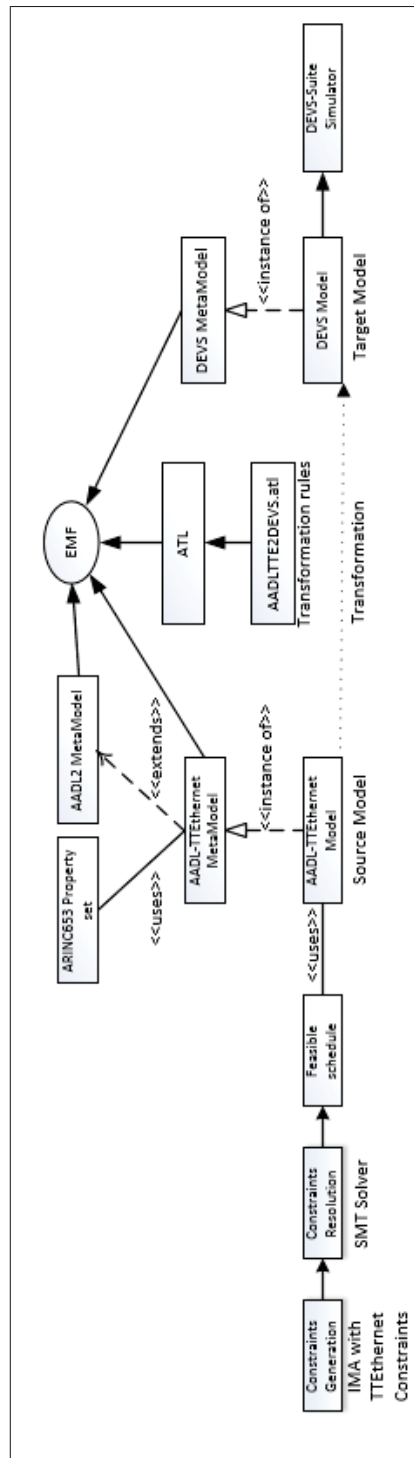 EMF
ARINC653 Property
set
AADL2 MetaModel
ATL
DEVS MetaModel
<<uses>>
<<extends>>
AADL-TTEthernet
MetaModel
AADLTTE2DEVS.atl
Transformation rules
<<instance of>>
<<instance of>>
Constraints
Generation
IMA with
TTEthernet
Constraints
Constraints
Resolution
SMT Solver
Feasible
schedule
<<uses>>
AADL-TTEthernet
Model
Source Model
Transformation
DEVS Model
Target Model
DEVS-Suite
Simulator